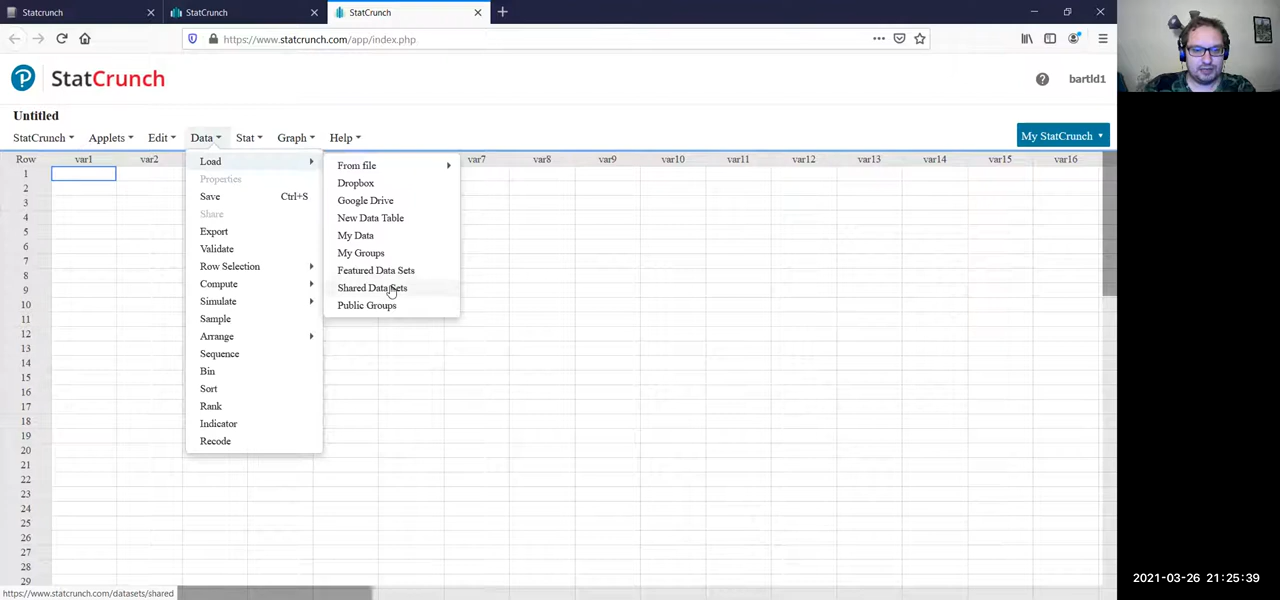 Statcrunch
StatCrunch
StatCrunch
https://www.statcrunch.com/app/index.php
P StatCrunch
bartld1
Untitled
StatCrunch Applets Edit Data Stat Graph Help
My StatCrunch
Row var1 var2 var7 var8 var9 var10 var11 var12 var13 var14 var15 var16
Load
Properties
Save Ctrl+S
Share
Export
Validate
Row Selection
Compute
Simulate
Sample
Arrange
Sequence
Bin
Sort
Rank
Indicator
Recode
From file
Dropbox
Google Drive
New Data Table
My Data
My Groups
Featured Data Sets
Shared Data Sets
Public Groups
1
2
3
4
5
6
7
8
9
10
11
12
13
14
15
16
17
18
19
20
21
22
23
24
25
26
27
28
29
https://www.statcrunch.com/datasets/shared
2021-03-26 21:25:39